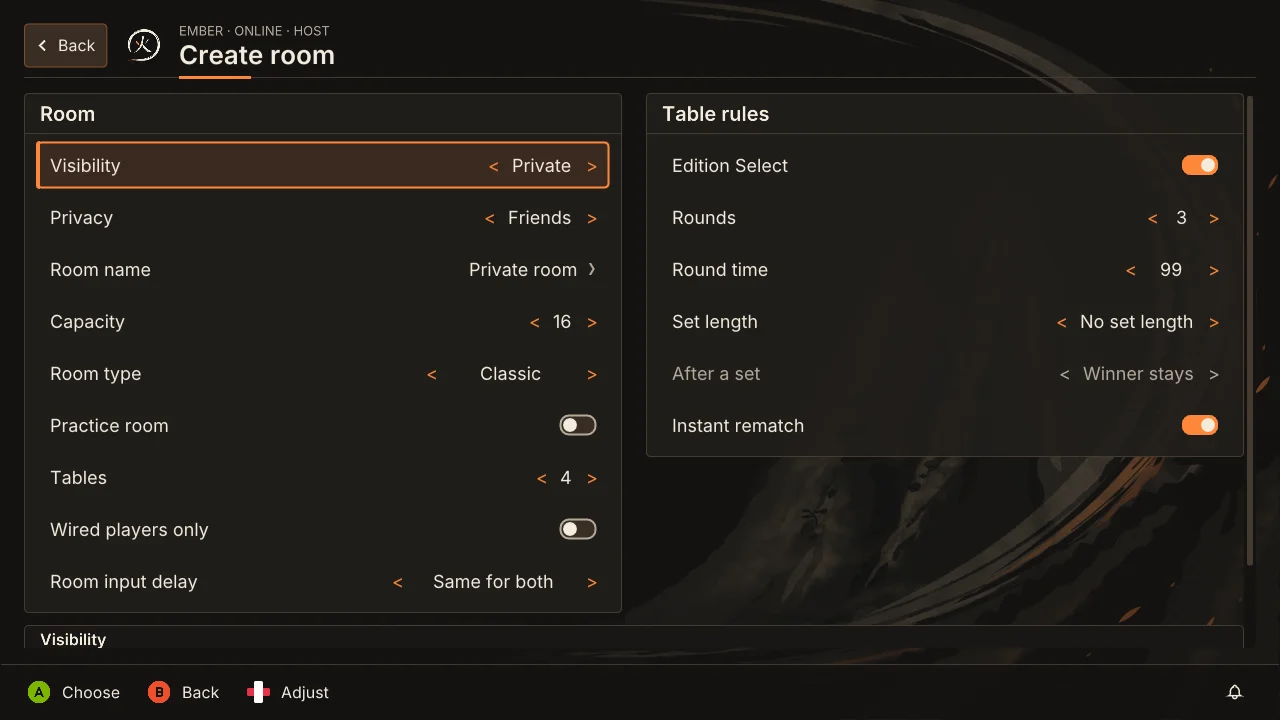 Back
火
EMBER · ONLINE · HOST
Create room
Room
Visibility < Private >
Privacy < Friends >
Room name Private room ❯
Capacity < 16 >
Room type < Classic >
Practice room
Tables < 4 >
Wired players only
Room input delay < Same for both >
Table rules
Edition Select
Rounds < 3 >
Round time < 99 >
Set length < No set length >
After a set < Winner stays >
Instant rematch
Visibility
A Choose B Back Adjust